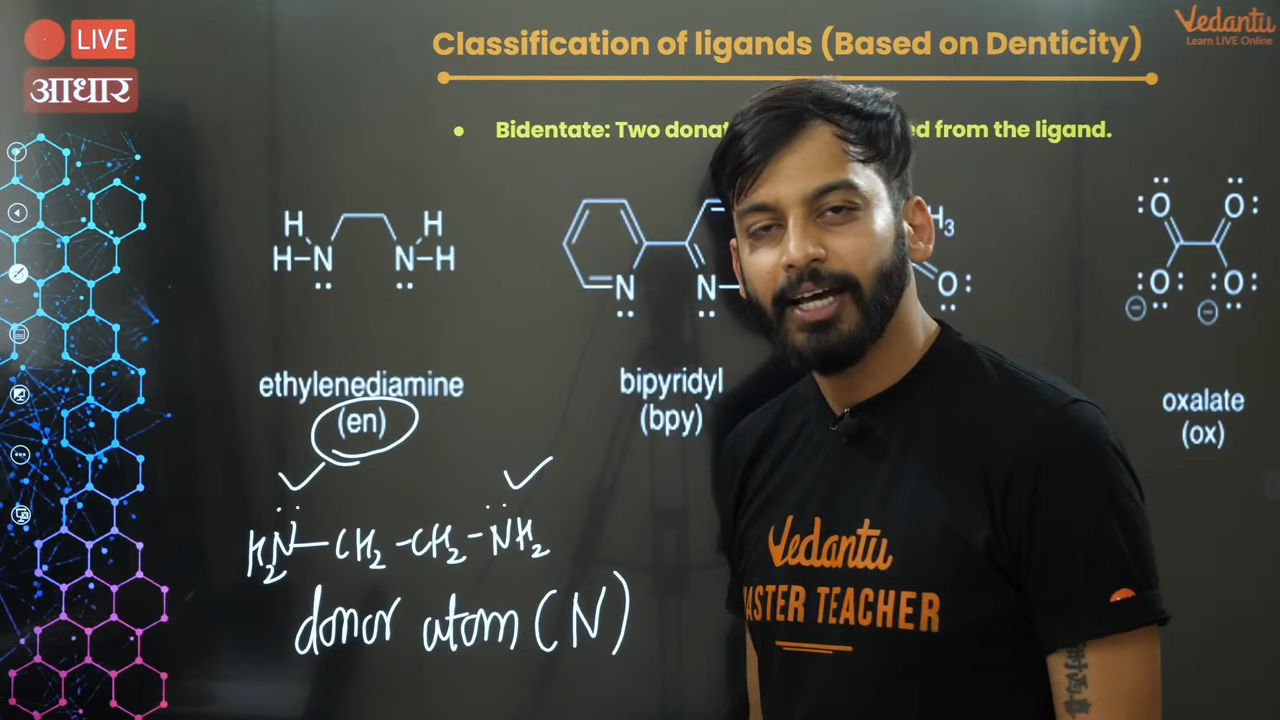 LIVE
आधार
Vedantu
Learn LIVE Online
Classification of ligands (Based on Denticity)
• Bidentate: Two ed from the ligand.
H H
H–N N–H
N N
H₃
O:
:O O:
:O: :O:
ethylenediamine
(en)
bipyridyl
(bpy)
oxalate
(ox)
H₂N–CH₂–CH₂–NH₂
donor atom (N)
Vedantu
ASTER TEACHER